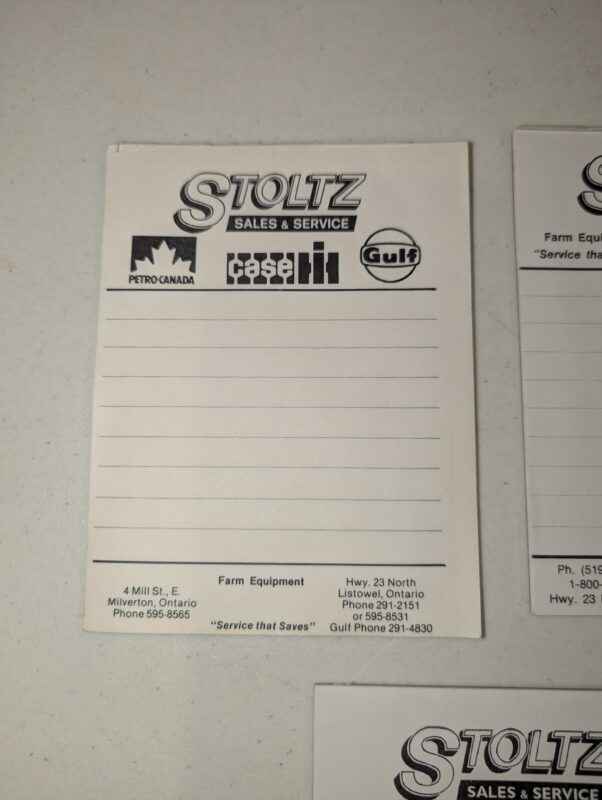 STOLTZ
SALES & SERVICE
PETRO-CANADA
case IH
Gulf
Farm Equipment
4 Mill St., E.
Milverton, Ontario
Phone 595-8565
"Service that Saves"
Hwy. 23 North
Listowel, Ontario
Phone 291-2151
or 595-8531
Gulf Phone 291-4830
Farm
"Service
Ph. (519
1-800-
Hwy. 23
STOLTZ
SALES & SERVICE